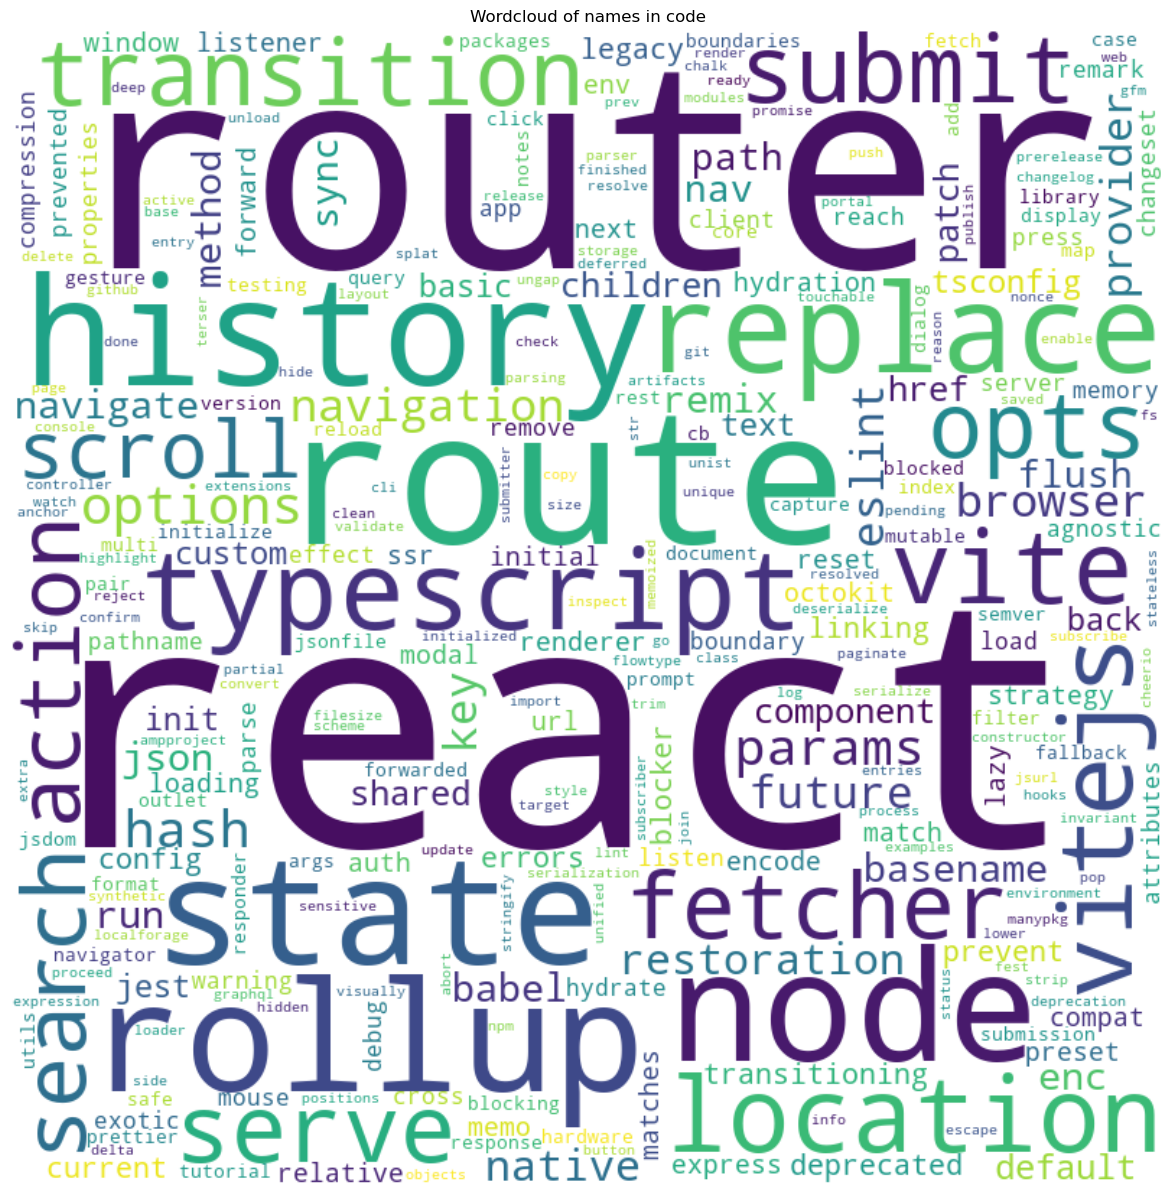 Wordcloud of names in code
window listener packages legacy boundaries fetch case
transition render chalk submit web remark
deep env prev modules ready gfm
compression prevented properties unload click promise add provider changeset
router
method forward sync notes parser finished resolve path push patch prerelease
active base release app nav portal changelog library publish
entry splat next client core reach display
delete storage deferred press map
gesture query basic ungap children hydration tsconfig
github testing layout touchable nonce
history replace
terser dialog reason enable
done check git
hide parsing
page artifacts href server memory
navigate version navigation rest remix saved
console reload remove str cb text eslint opts fs
scroll route
controller extensions cli submitter unist blocked flush
watch copy unique index browser
anchor options clean size capture pending
initialize validate mutable agnostic
multi custom effect ssr initial document reset vite
highlight memoized resolved stateless
pair typescript inspect octokit
reject deserialize
confirm semver back
skip jsonfile initialized renderer go boundary linking load subscribe
pathname modal flowtype class paginate
action react vitejs
partial convert prompt log serialize strategy cheerio
key import trim
init filesize scheme url component filter
parse ampproject constructor
json forwarded params lazy fallback
extra loading shared style blocker entries jsurl
outlet target future hooks
hash subscriber process invariant attributes
jsdom join match examples
search config args auth update errors lint listen encode basename pop
format responder serialization environment
synthetic state stringify unified fetcher
run sensitive manypkg
localforage lower
navigator restoration prevent
proceed jest warning visually abort babel hydrate node fest strip
expression graphql hidden status deprecation
utils loader rollup npm compat
debug submission
preset
side mouse positions cross matches transitioning enc
safe blocking location
exotic serve memo info
prettier response hardware escape
delta button
current tutorial relative objects native express deprecated default